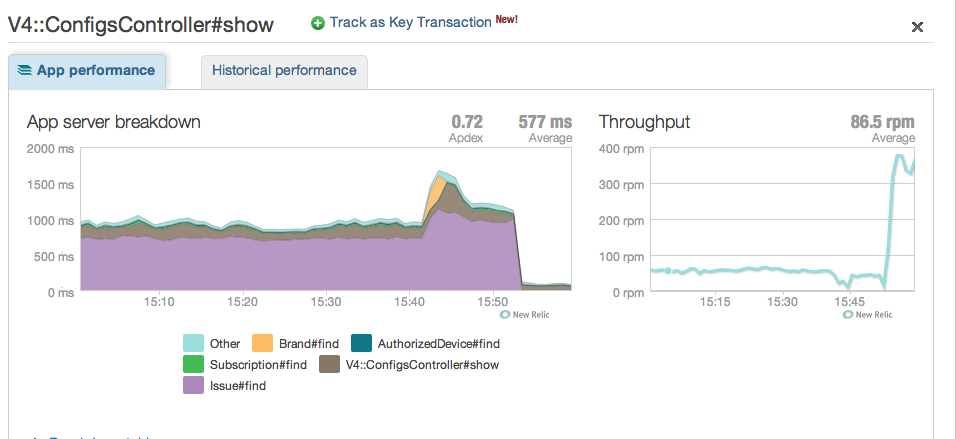 V4::ConfigsController#show
Track as Key Transaction New!
App performance
Historical performance
App server breakdown
0.72
Apdex
577 ms
Average
Throughput
86.5 rpm
Average
2000 ms
1500 ms
1000 ms
500 ms
0 ms
15:10
15:20
15:30
15:40
15:50
New Relic
400 rpm
300 rpm
200 rpm
100 rpm
0 rpm
15:15
15:30
15:45
New Relic
Other
Brand#find
AuthorizedDevice#find
Subscription#find
V4::ConfigsController#show
Issue#find